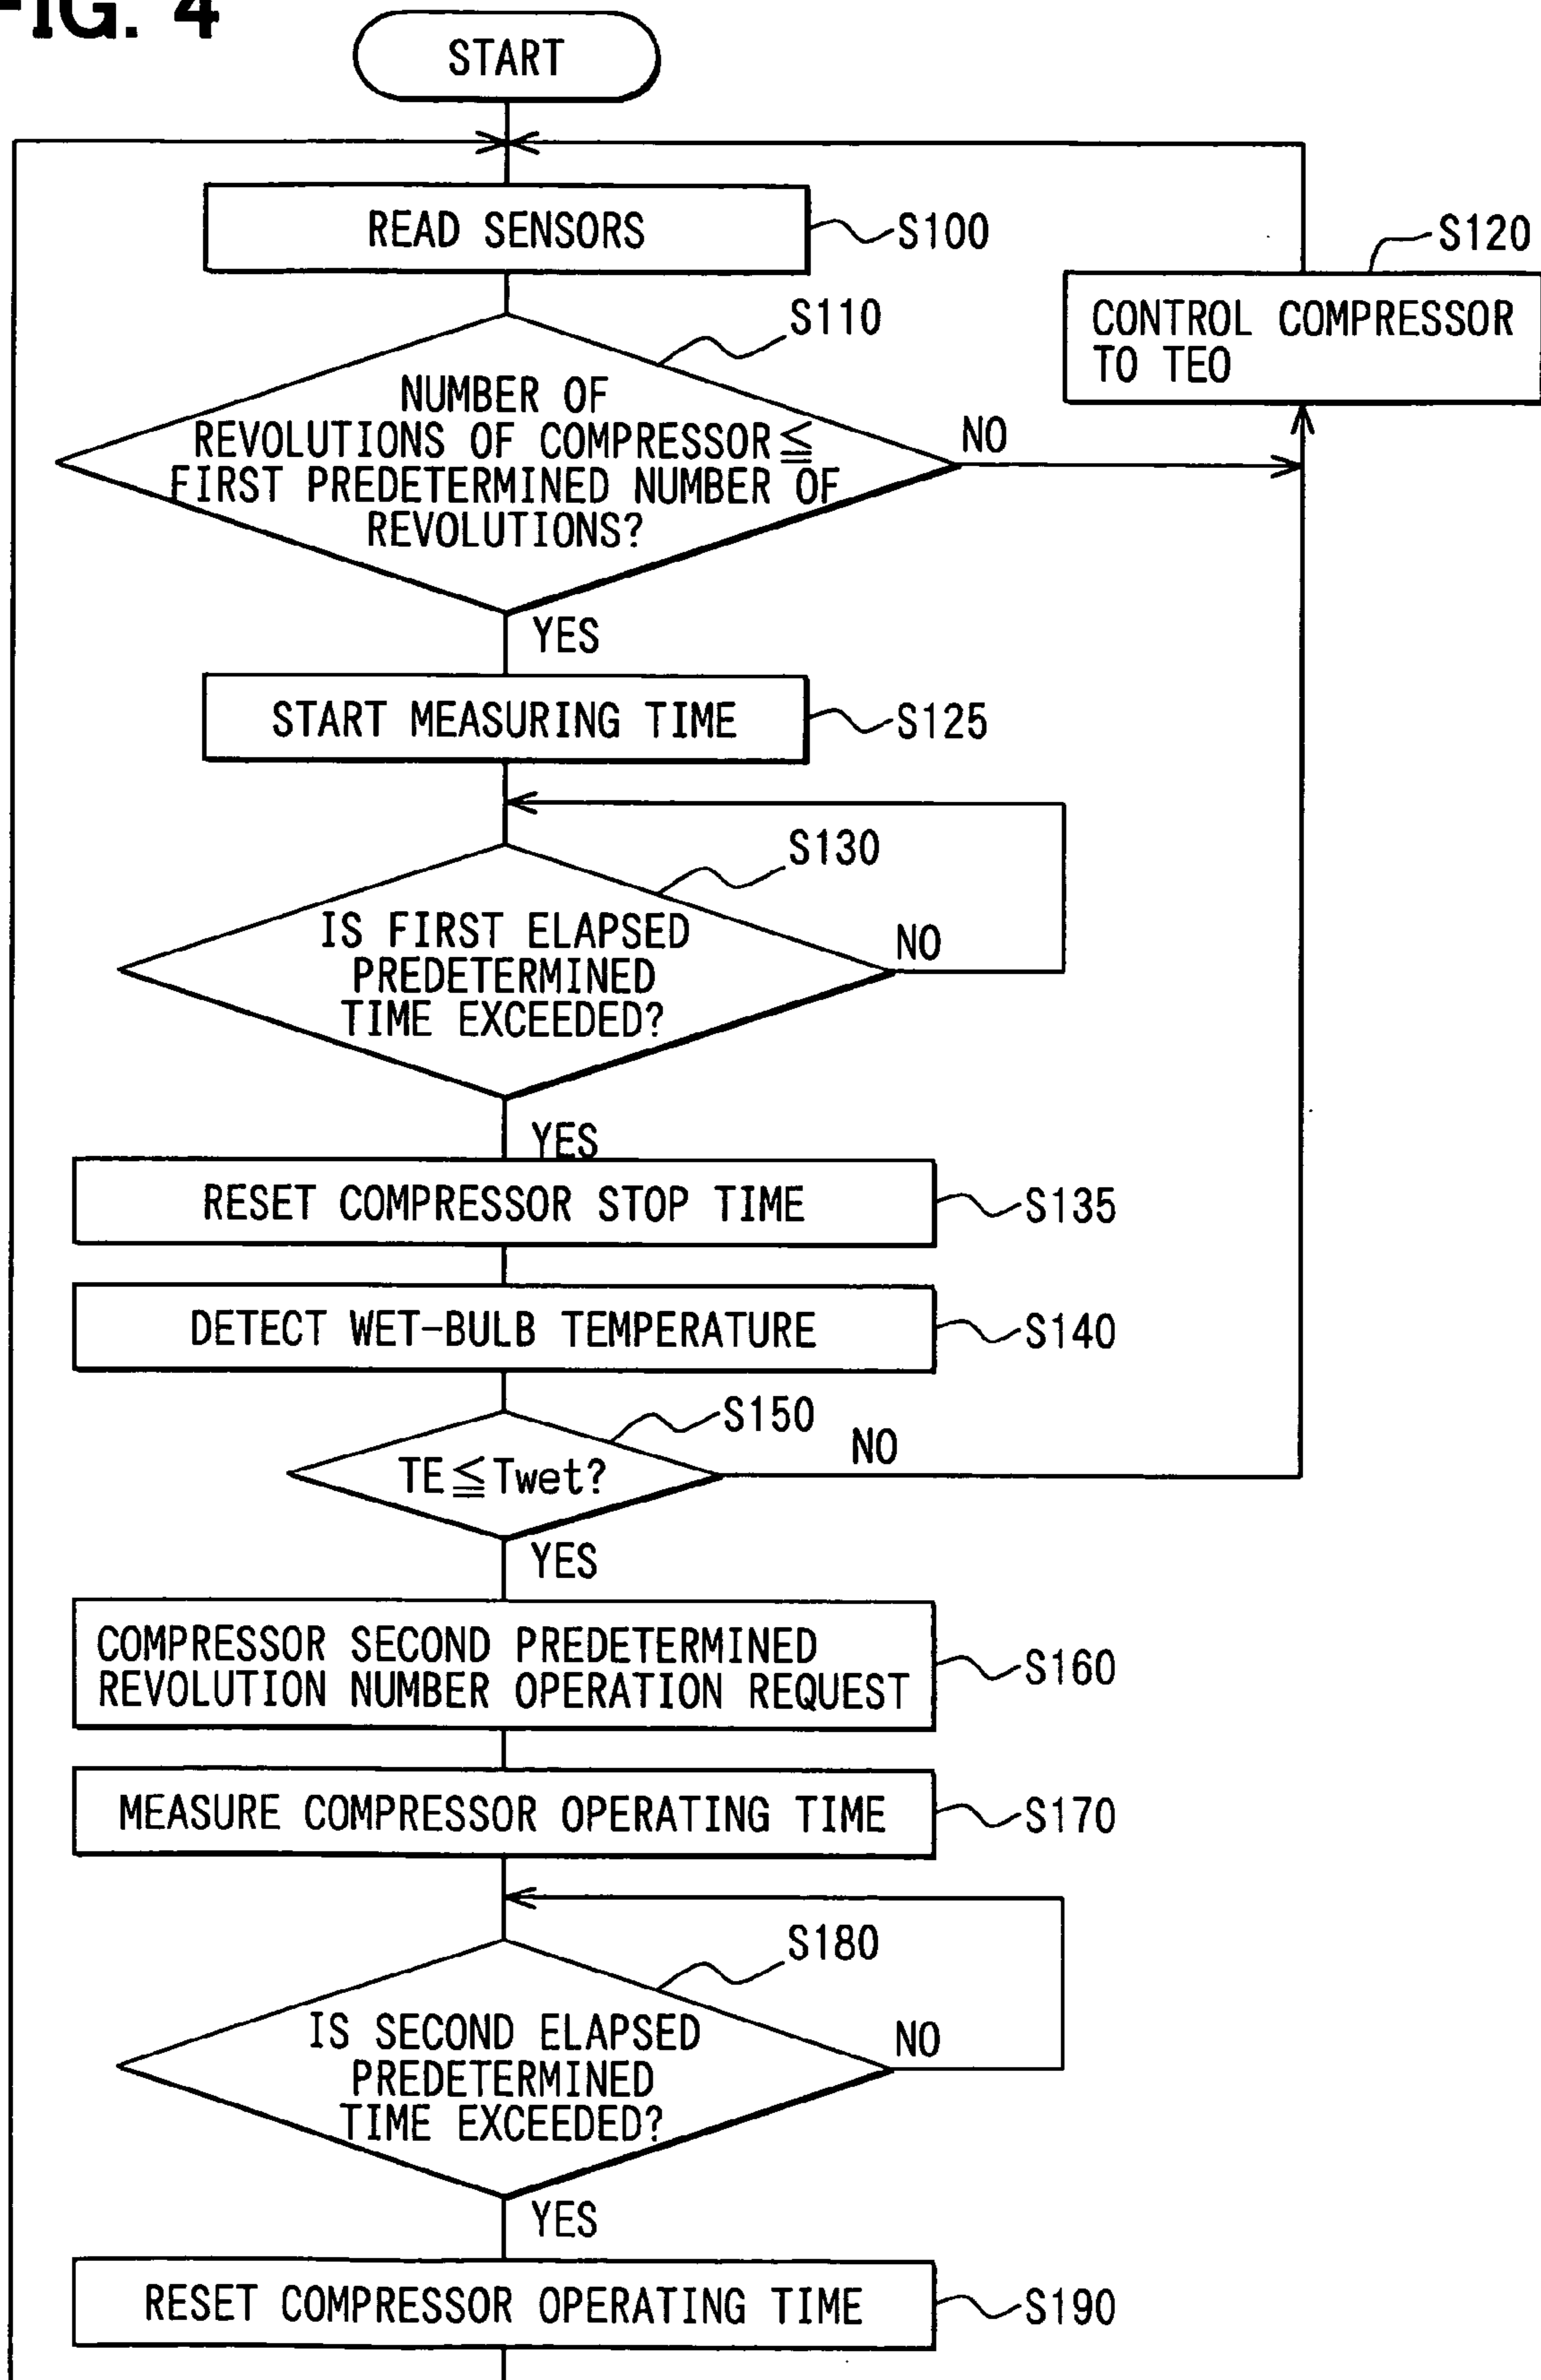 FIG. 4
START
READ SENSORS
S100
S120
CONTROL COMPRESSOR
TO TEO
S110
NUMBER OF
REVOLUTIONS OF COMPRESSOR≦
FIRST PREDETERMINED NUMBER OF
REVOLUTIONS?
NO
YES
START MEASURING TIME
S125
S130
IS FIRST ELAPSED
PREDETERMINED
TIME EXCEEDED?
NO
YES
RESET COMPRESSOR STOP TIME
S135
DETECT WET-BULB TEMPERATURE
S140
S150
TE≦Twet?
NO
YES
COMPRESSOR SECOND PREDETERMINED
REVOLUTION NUMBER OPERATION REQUEST
S160
MEASURE COMPRESSOR OPERATING TIME
S170
S180
IS SECOND ELAPSED
PREDETERMINED
TIME EXCEEDED?
NO
YES
RESET COMPRESSOR OPERATING TIME
S190